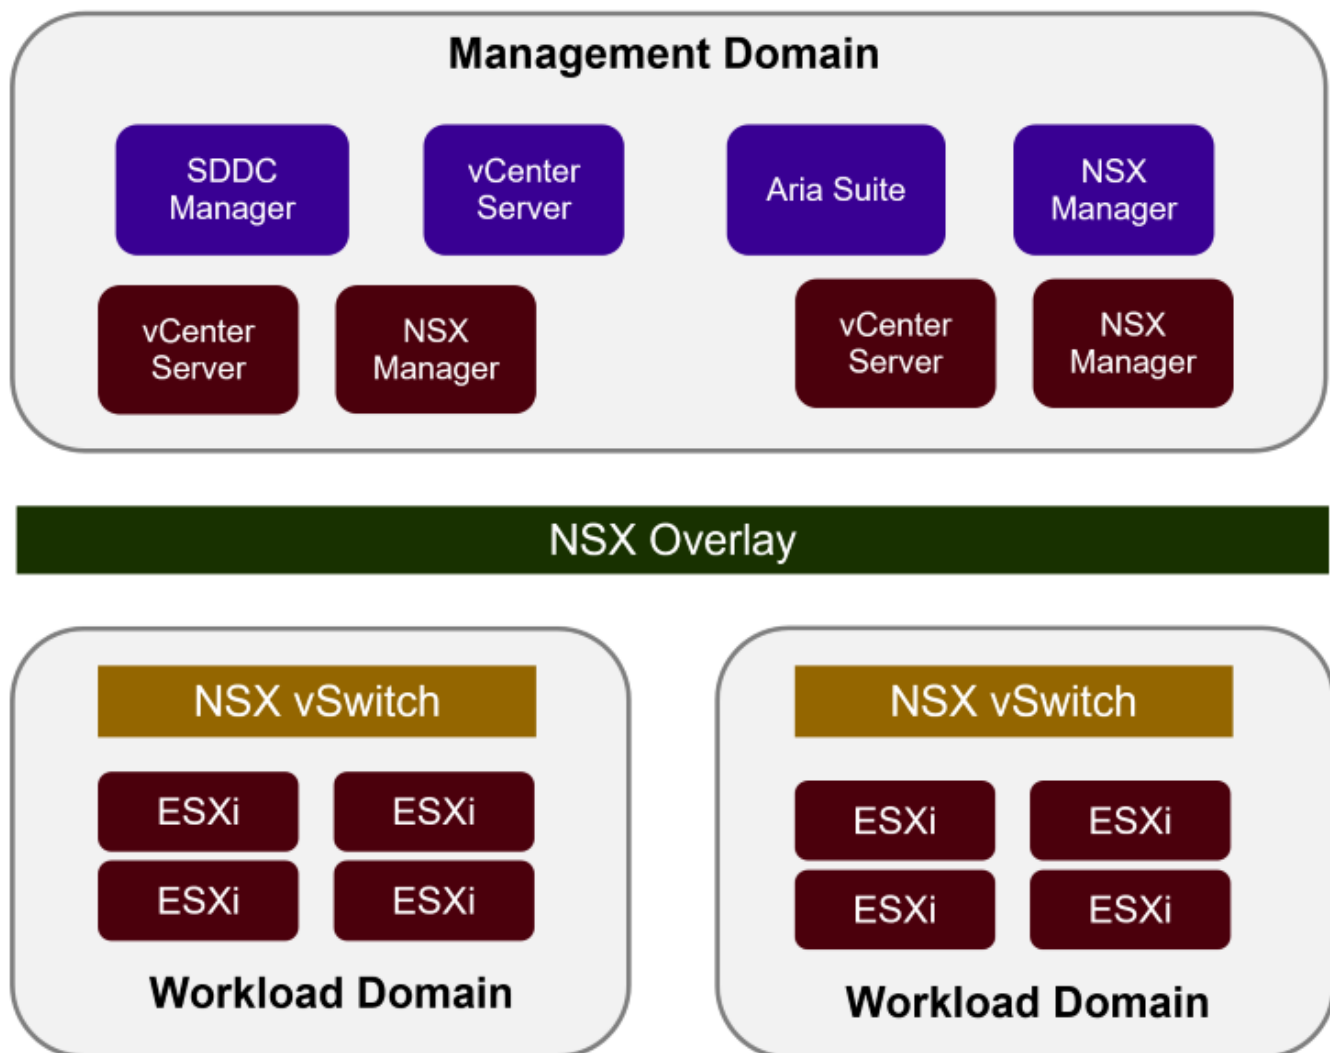 Management Domain
SDDC
Manager
vCenter
Server
Aria Suite
NSX
Manager
vCenter
Server
NSX
Manager
vCenter
Server
NSX
Manager
NSX Overlay
NSX vSwitch
ESXi
ESXi
ESXi
ESXi
Workload Domain
NSX vSwitch
ESXi
ESXi
ESXi
ESXi
Workload Domain